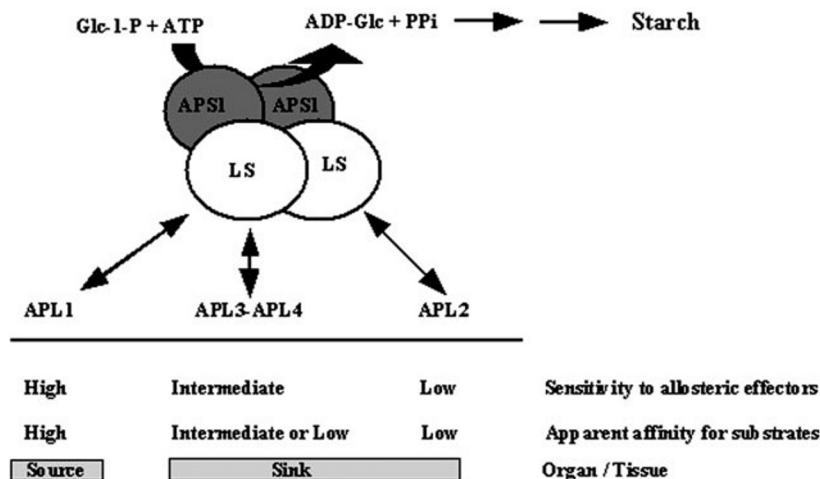 Glc-1-P + ATP ADP-Glc + PPi Starch
APS1 APS1
LS LS
APL1 APL3-APL4 APL2
High Intermediate Low Sensitivity to allosteric effectors
High Intermediate or Low Low Apparent affinity for substrates
Source Sink Organ / Tissue